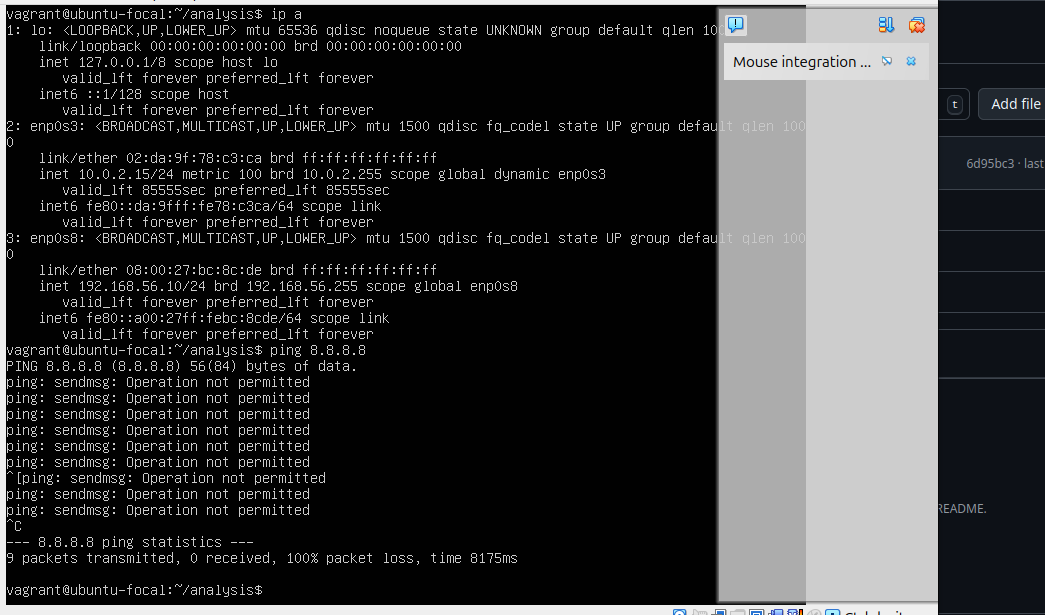 vagrant@ubuntu-focal:~/analysis$ ip a
1: lo: <LOOPBACK,UP,LOWER_UP> mtu 65536 qdisc noqueue state UNKNOWN group default qlen 100
    link/loopback 00:00:00:00:00:00 brd 00:00:00:00:00:00
    inet 127.0.0.1/8 scope host lo
       valid_lft forever preferred_lft forever
    inet6 ::1/128 scope host
       valid_lft forever preferred_lft forever
2: enp0s3: <BROADCAST,MULTICAST,UP,LOWER_UP> mtu 1500 qdisc fq_codel state UP group default qlen 100
0
    link/ether 02:da:9f:78:c3:ca brd ff:ff:ff:ff:ff:ff
    inet 10.0.2.15/24 metric 100 brd 10.0.2.255 scope global dynamic enp0s3
       valid_lft 85555sec preferred_lft 85555sec
    inet6 fe80::da:9fff:fe78:c3ca/64 scope link
       valid_lft forever preferred_lft forever
3: enp0s8: <BROADCAST,MULTICAST,UP,LOWER_UP> mtu 1500 qdisc fq_codel state UP group default qlen 100
0
    link/ether 08:00:27:bc:8c:de brd ff:ff:ff:ff:ff:ff
    inet 192.168.56.10/24 brd 192.168.56.255 scope global enp0s8
       valid_lft forever preferred_lft forever
    inet6 fe80::a00:27ff:febc:8cde/64 scope link
       valid_lft forever preferred_lft forever
vagrant@ubuntu-focal:~/analysis$ ping 8.8.8.8
PING 8.8.8.8 (8.8.8.8) 56(84) bytes of data.
ping: sendmsg: Operation not permitted
ping: sendmsg: Operation not permitted
ping: sendmsg: Operation not permitted
ping: sendmsg: Operation not permitted
ping: sendmsg: Operation not permitted
ping: sendmsg: Operation not permitted
^[ping: sendmsg: Operation not permitted
ping: sendmsg: Operation not permitted
ping: sendmsg: Operation not permitted
^C
--- 8.8.8.8 ping statistics ---
9 packets transmitted, 0 received, 100% packet loss, time 8175ms

vagrant@ubuntu-focal:~/analysis$
Mouse integration ...
t
Add file
6d95bc3 · last
README.